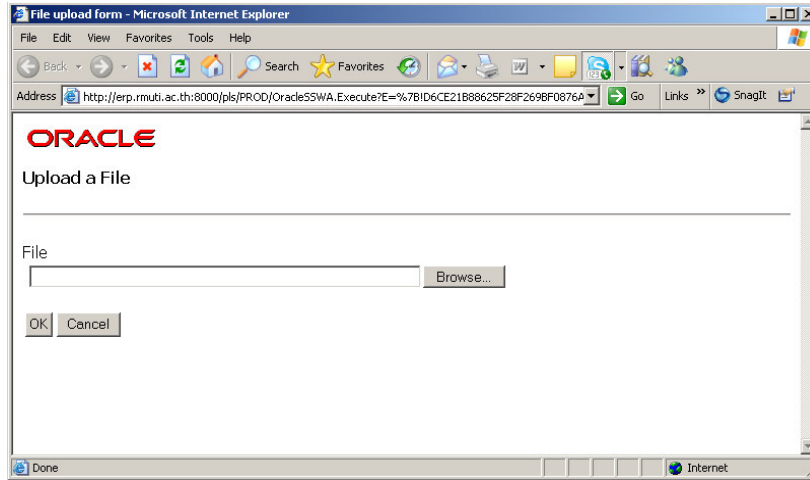 File upload form - Microsoft Internet Explorer
File Edit View Favorites Tools Help
Back Search Favorites
Address http://erp.rmuti.ac.th:8000/pls/PROD/OracleSSWA.Execute?E=%7B!D6CE21B88625F28F269BF0876A Go Links » SnagIt
ORACLE
Upload a File
File
Browse...
OK Cancel
Done Internet